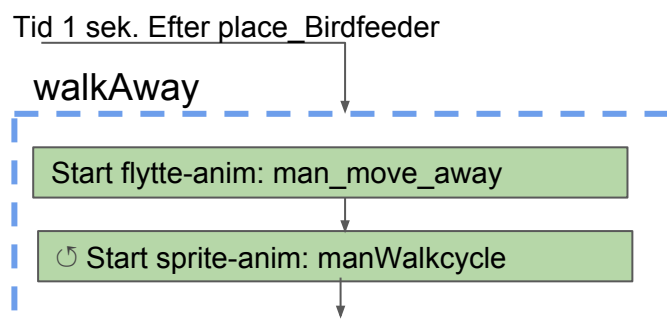 Tid 1 sek. Efter place_Birdfeeder
walkAway
Start flytte-anim: man_move_away
↺ Start sprite-anim: manWalkcycle